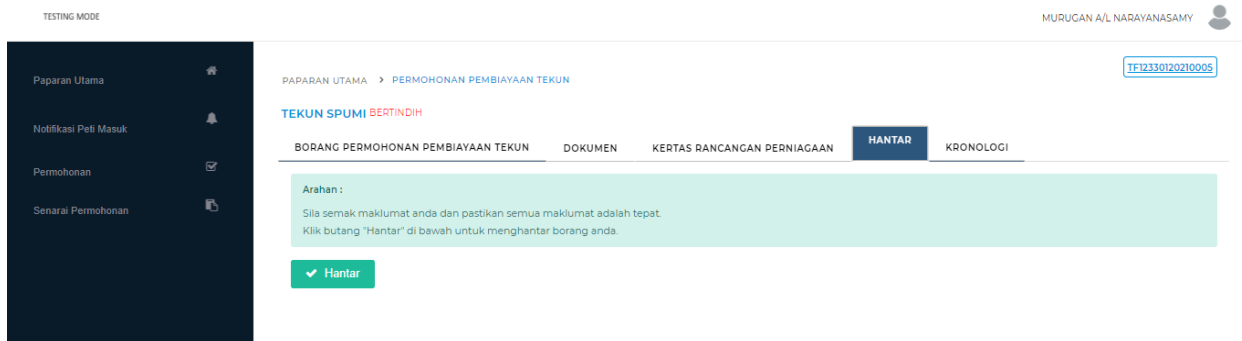 TESTING MODE
MURUGAN A/L NARAYANASAMY
Paparan Utama
Notifikasi Peti Masuk
Permohonan
Senarai Permohonan
PAPARAN UTAMA > PERMOHONAN PEMBIAYAAN TEKUN
TF12330120210005
TEKUN SPUMI BERTINDIH
BORANG PERMOHONAN PEMBIAYAAN TEKUN DOKUMEN KERTAS RANCANGAN PERNIAGAAN HANTAR KRONOLOGI
Arahan :
Sila semak maklumat anda dan pastikan semua maklumat adalah tepat.
Klik butang "Hantar" di bawah untuk menghantar borang anda.
Hantar